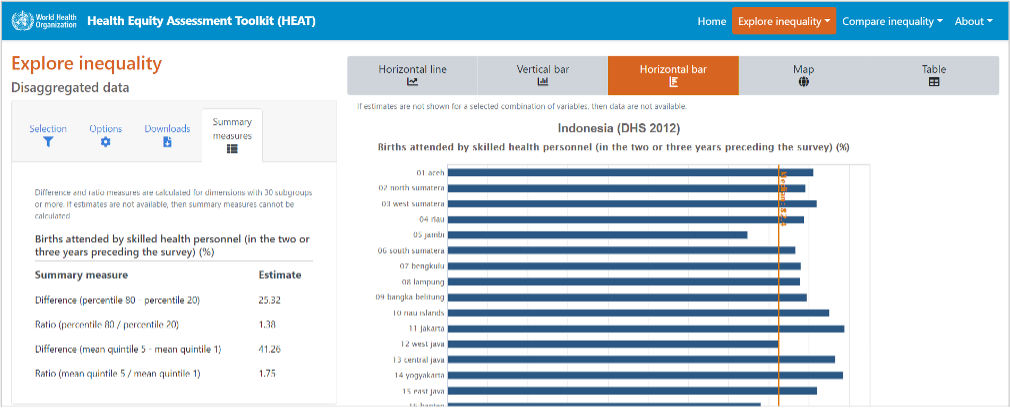 World Health
Organization
Health Equity Assessment Toolkit (HEAT)
Home
Explore inequality
Compare inequality
About
Explore inequality
Disaggregated data
Selection
Options
Downloads
Summary
measures
Difference and ratio measures are calculated for dimensions with 30 subgroups
or more. If estimates are not available, then summary measures cannot be
calculated
Births attended by skilled health personnel (in the two or
three years preceding the survey) (%)
Summary measure Estimate
Difference (percentile 80 percentile 20) 25.32
Ratio (percentile 80 / percentile 20) 1.38
Difference (mean quintile 5 - mean quintile 1) 41.26
Ratio (mean quintile 5 / mean quintile 1) 1.75
Horizontal line
Vertical bar
Horizontal bar
Map
Table
If estimates are not shown for a selected combination of variables, then data are not available.
Indonesia (DHS 2012)
Births attended by skilled health personnel (in the two or three years preceding the survey) (%)
01 aceh
02 north sumatera
03 west sumatera
04 riau
05 jambi
06 south sumatera
07 bengkulu
08 lampung
09 bangka belitung
10 riau islands
11 jakarta
12 west java
13 central java
14 yogyakarta
15 east java
16 banten